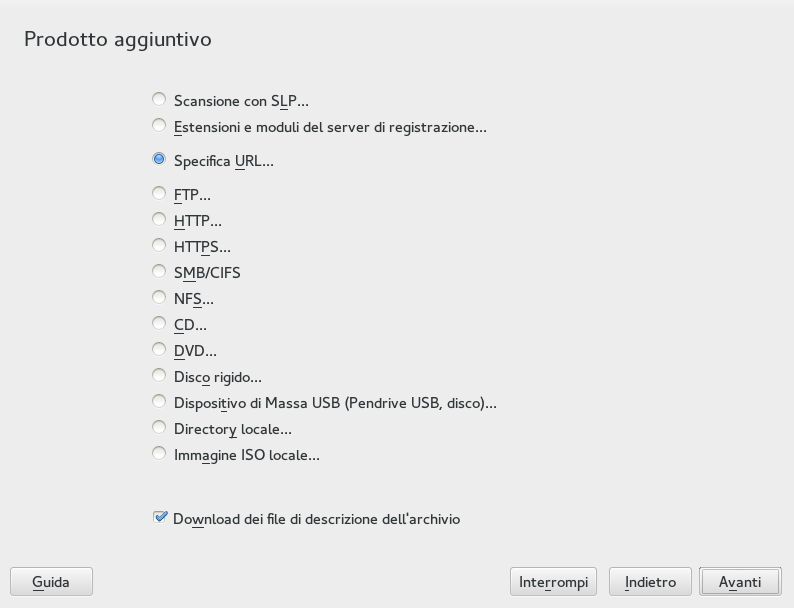 Prodotto aggiuntivo
Scansione con SLP...
Estensioni e moduli del server di registrazione...
Specifica URL...
FTP...
HTTP...
HTTPS...
SMB/CIFS
NFS...
CD...
DVD...
Disco rigido...
Dispositivo di Massa USB (Pendrive USB, disco)...
Directory locale...
Immagine ISO locale...
Download dei file di descrizione dell'archivio
Guida Interrompi Indietro Avanti